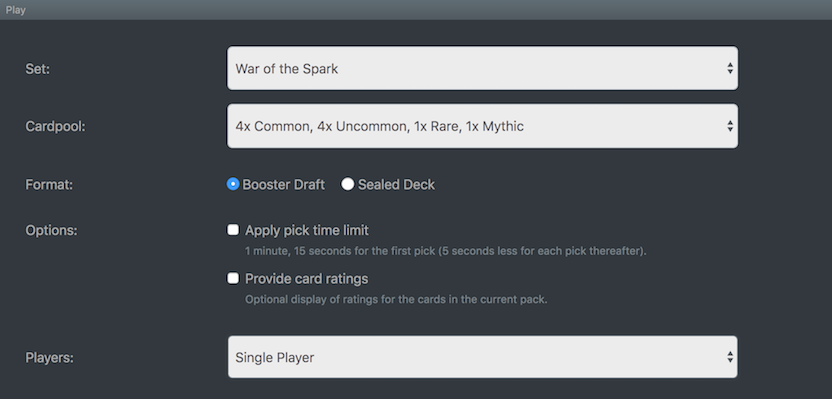 Play
Set: War of the Spark
Cardpool: 4x Common, 4x Uncommon, 1x Rare, 1x Mythic
Format: Booster Draft Sealed Deck
Options: Apply pick time limit
1 minute, 15 seconds for the first pick (5 seconds less for each pick thereafter).
Provide card ratings
Optional display of ratings for the cards in the current pack.
Players: Single Player